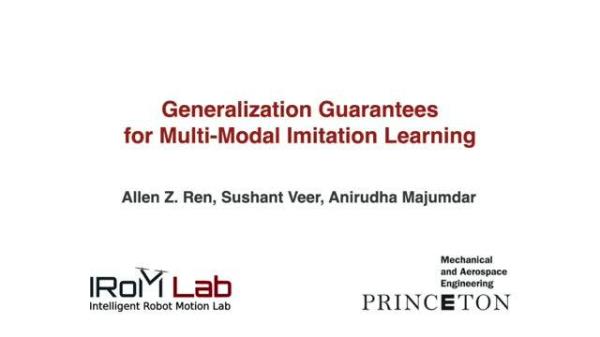 Generalization Guarantees
for Multi-Modal Imitation Learning
Allen Z. Ren, Sushant Veer, Anirudha Majumdar
IRoM Lab
Intelligent Robot Motion Lab
Mechanical
and Aerospace
Engineering
PRINCETON